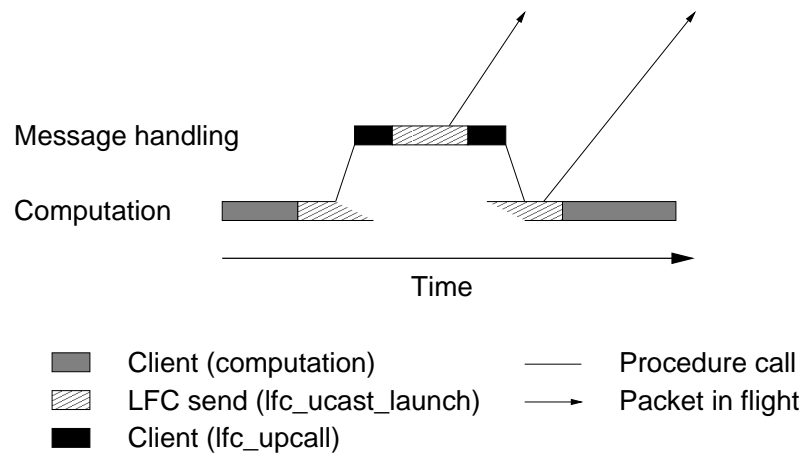 Message handling
Computation
Time
Client (computation)
Procedure call
LFC send (lfc_ucast_launch)
Packet in flight
Client (lfc_upcall)